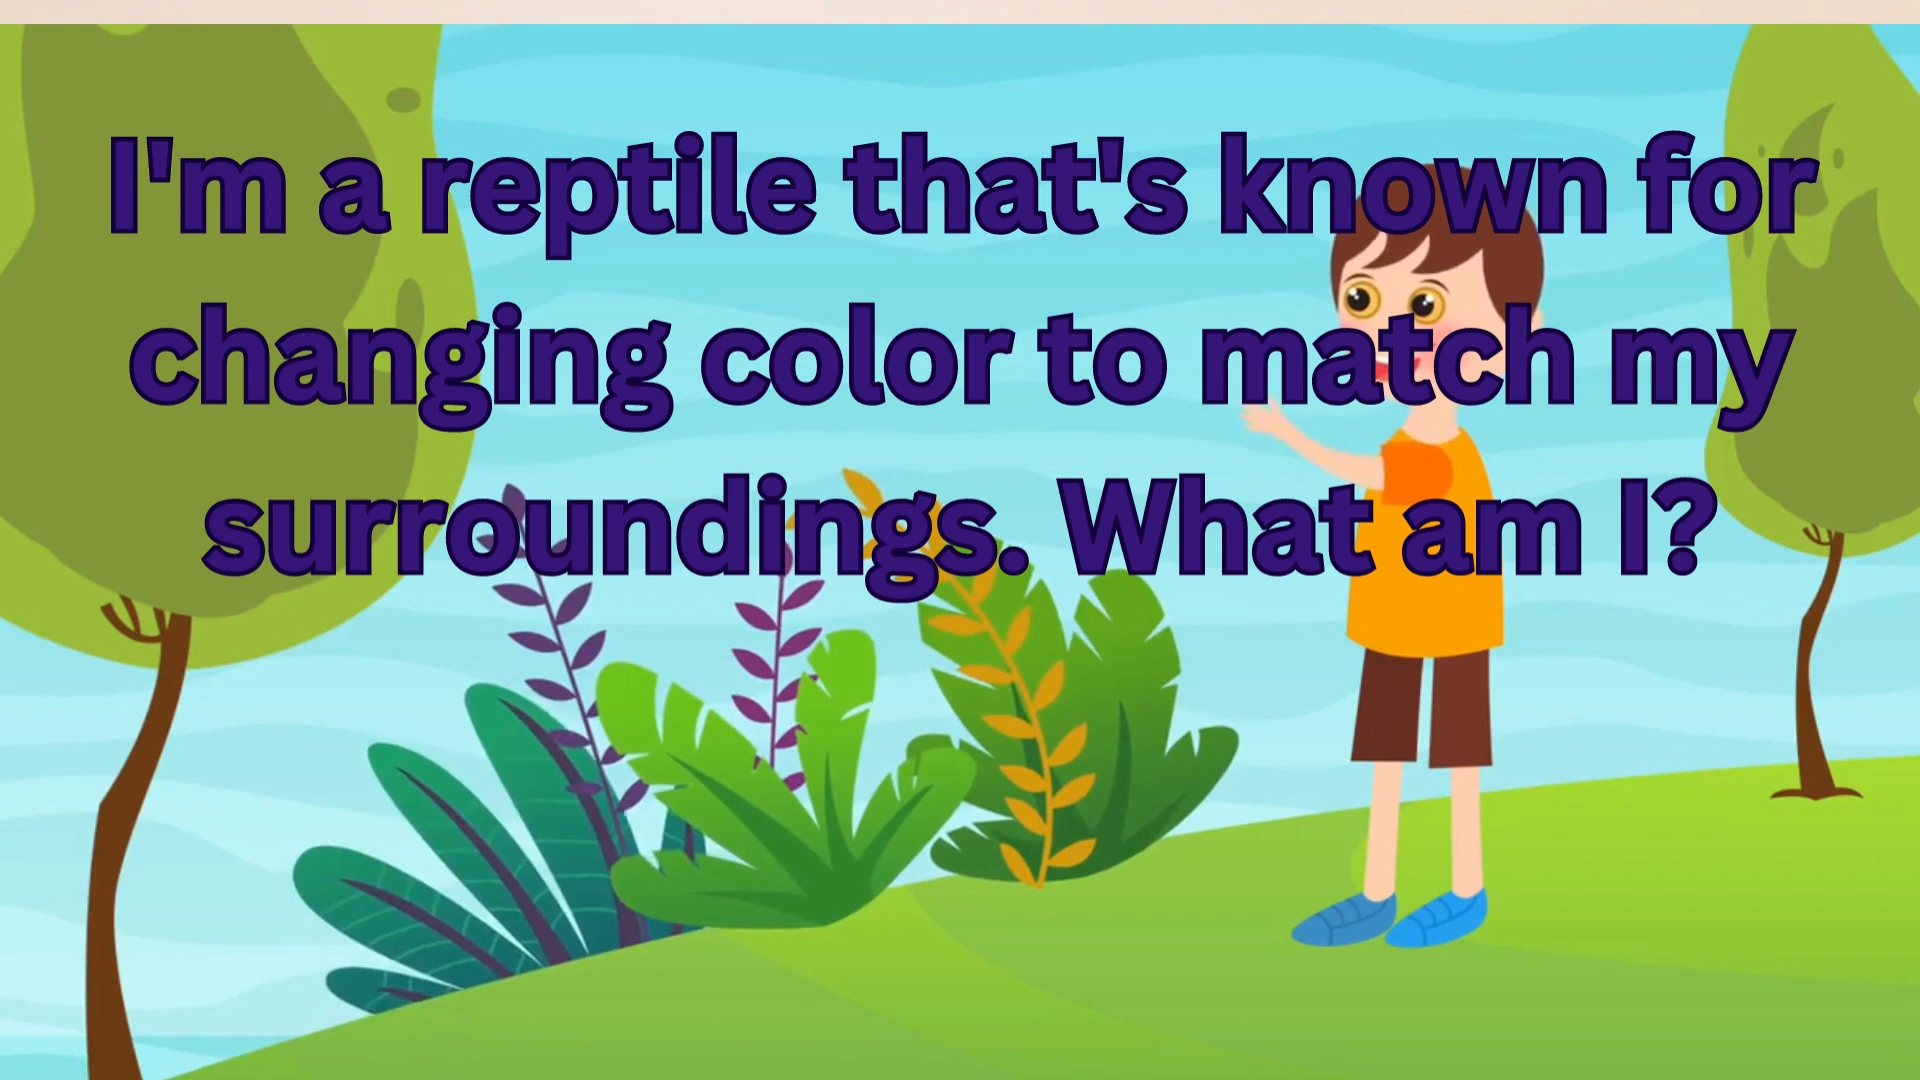 I'm a reptile that's known for
changing color to match my
surroundings. What am I?